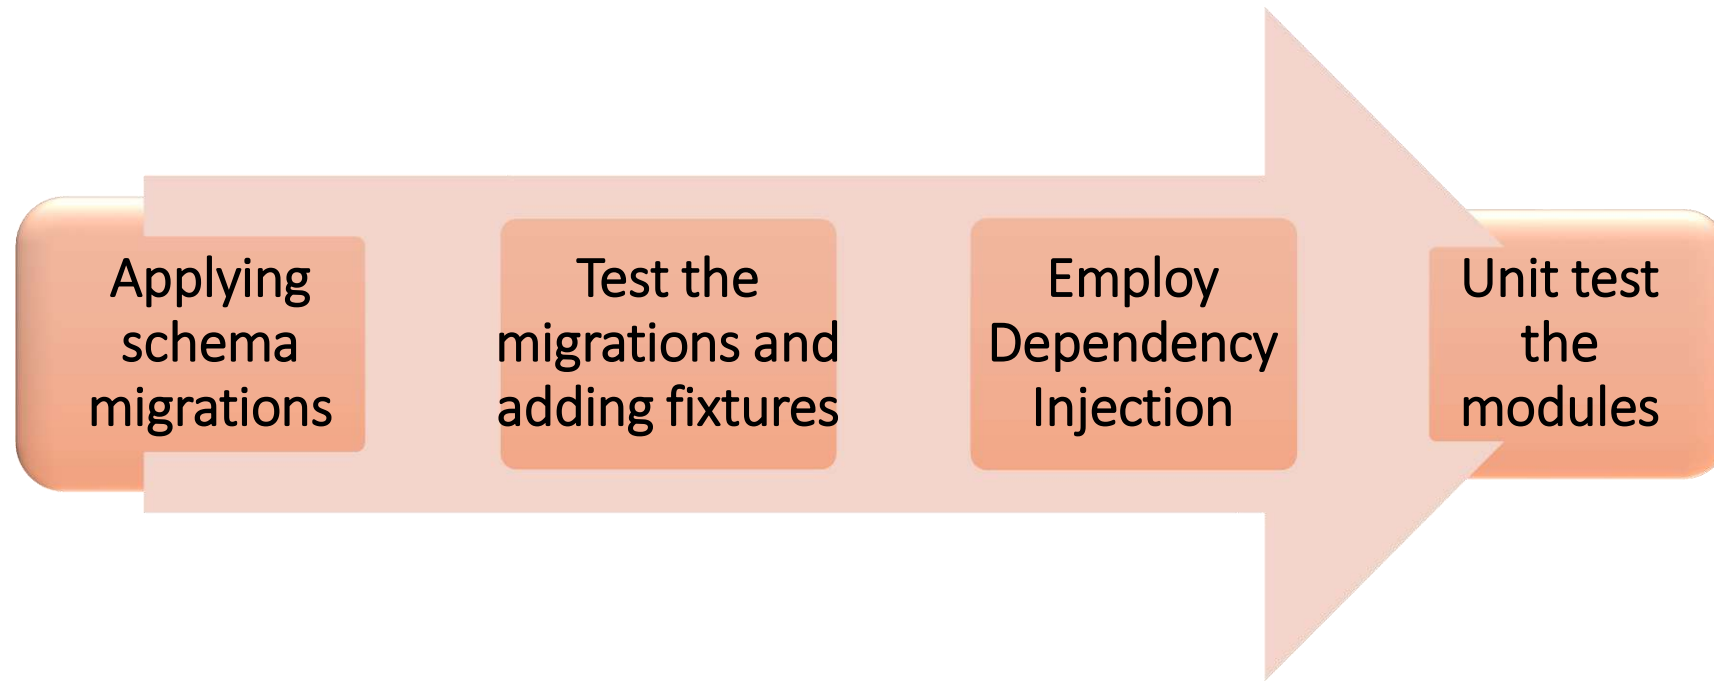 Applying
schema
migrations
Test the
migrations and
adding fixtures
Employ
Dependency
Injection
Unit test
the
modules